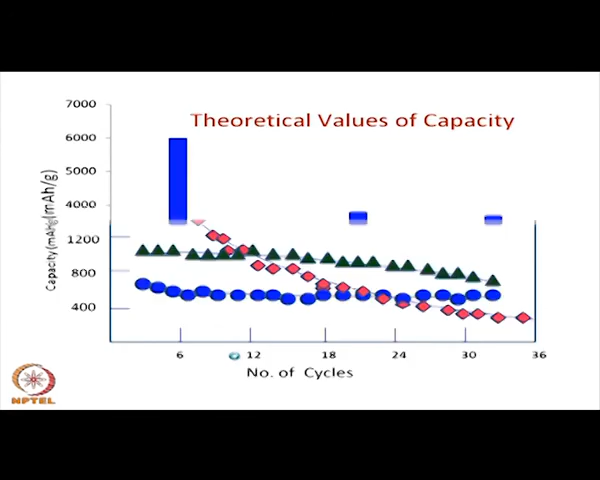 Theoretical Values of Capacity
7000
6000
5000
4000
1200
800
400
Capacity (mAh/g)
(mAh/g)
6 12 18 24 30 36
No. of Cycles
NPTEL